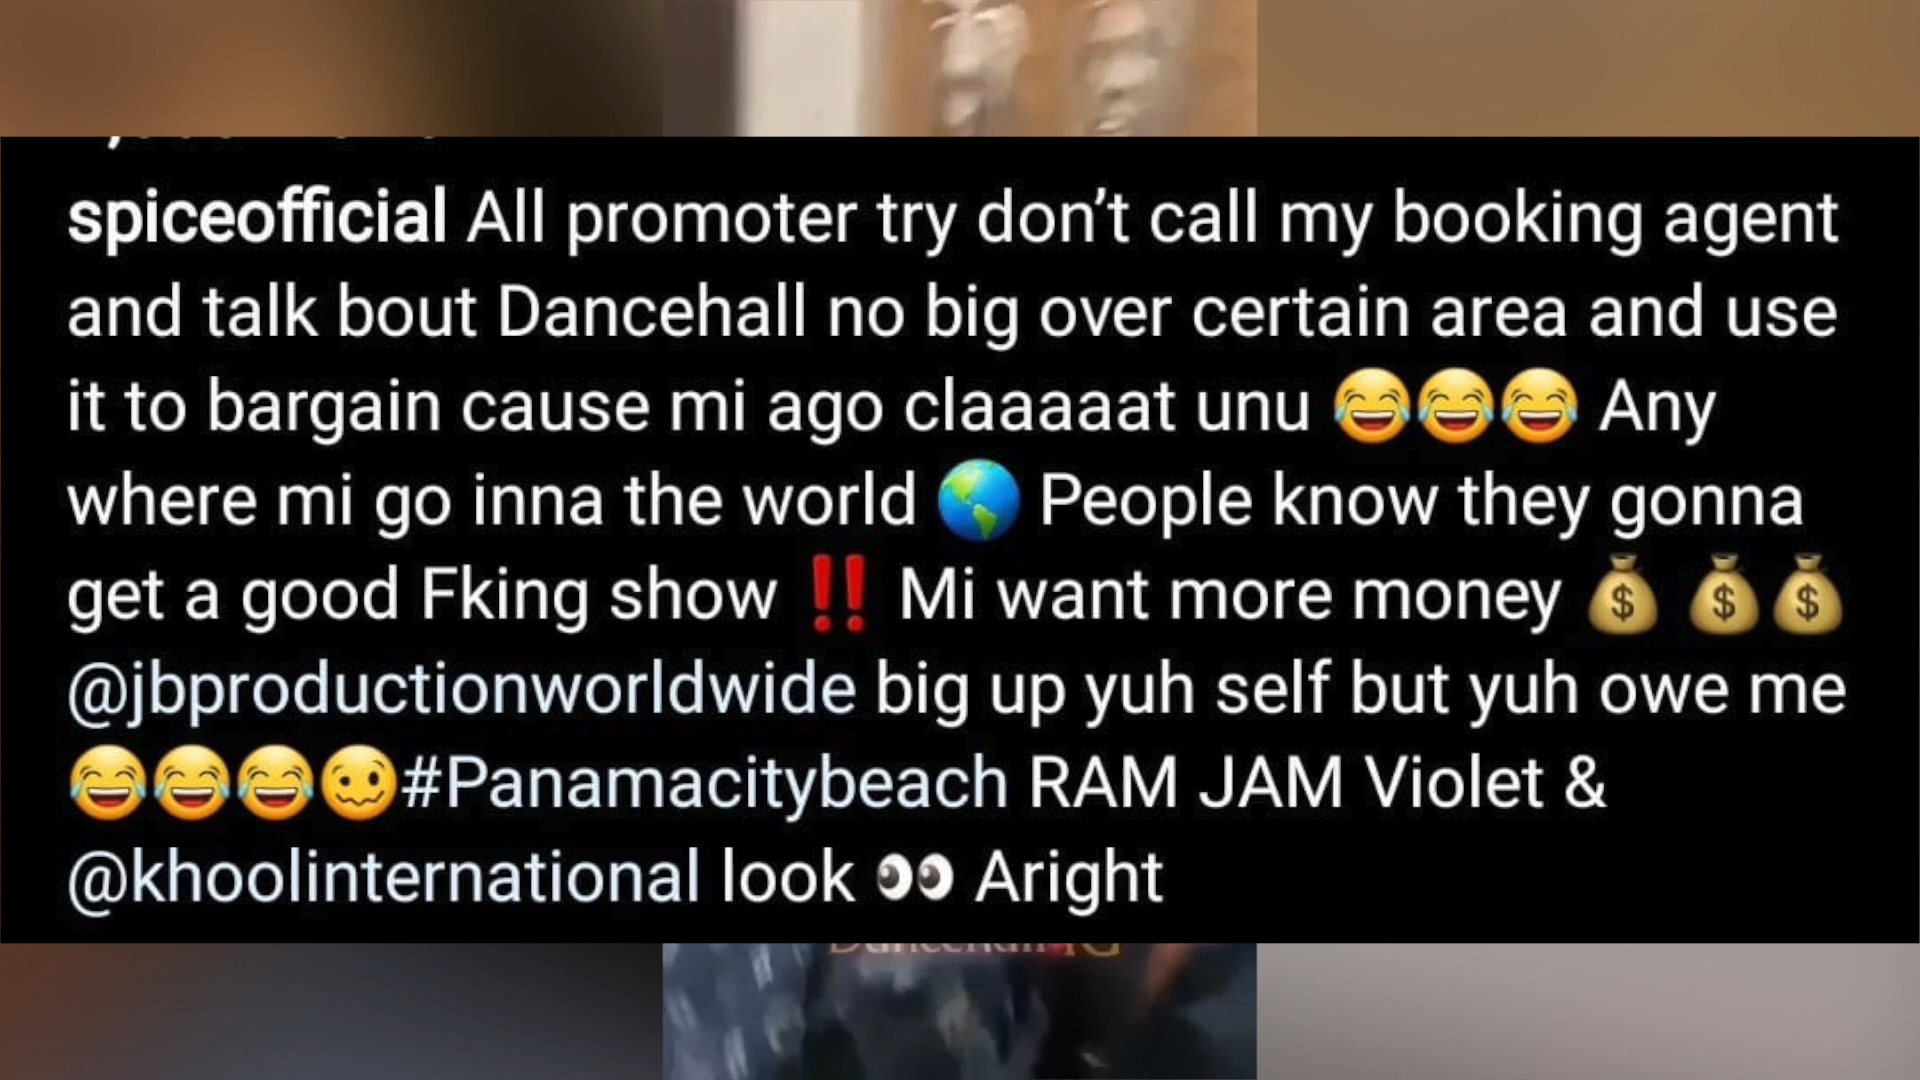 spiceofficial All promoter try don’t call my booking agent
and talk bout Dancehall no big over certain area and use
it to bargain cause mi ago claaaaat unu 😂😂😂 Any
where mi go inna the world 🌎 People know they gonna
get a good Fking show ‼️ Mi want more money 💰 💰💰
@jbproductionworldwide big up yuh self but yuh owe me
😂😂😂🥴#Panamacitybeach RAM JAM Violet &
@khoolinternational look 👀 Aright